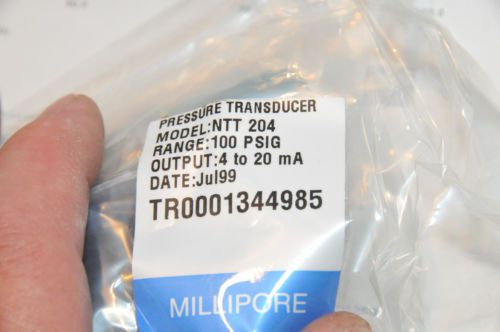 PRESSURE TRANSDUCER
MODEL:NTT 204
RANGE:100 PSIG
OUTPUT:4 to 20 mA
DATE:Jul99
TR0001344985
MILLIPORE